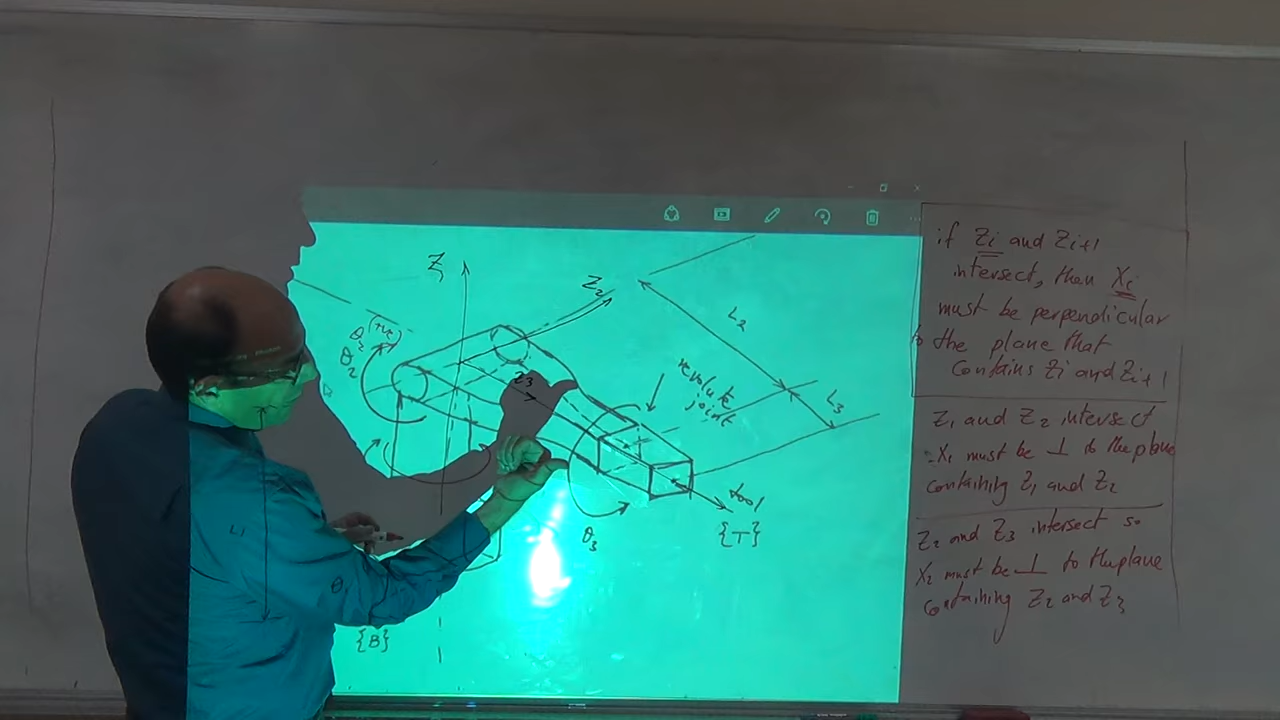 Z1
Z2
L2
θ2 (-ve)
θ2
Z3
revolute
joint
L3
tool
{T}
θ3
L1
θ
{B}
if Zi and Zi+1
intersect, then Xi
must be perpendicular
to the plane that
contains Zi and Zi+1
Z1 and Z2 intersect
X1 must be ⊥ to the plane
containing Z1 and Z2
Z2 and Z3 intersect so
X2 must be ⊥ to the plane
containing Z2 and Z3